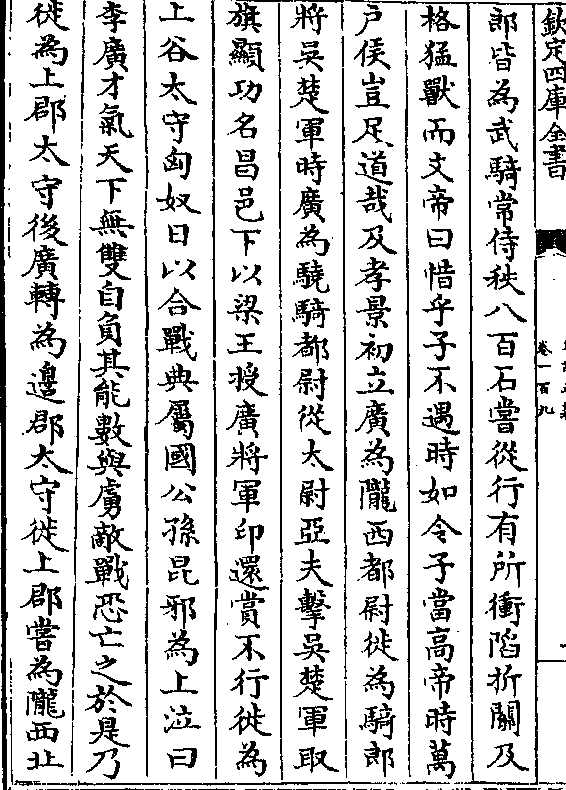 欽定四庫全書
卷一百九
郎皆為武騎常侍秩八百石嘗從行有所衝陷折關及
格猛獸而文帝曰惜乎子不遇時如令子當高帝時萬
户侯豈足道哉及孝景初立廣為隴西都尉徙為騎郎
將吳楚軍時廣為驍騎都尉從太尉亞夫擊吳楚軍取
旗顯功名昌邑下以梁王授廣將軍印還賞不行徙為
上谷太守匈奴日以合戰典屬國公孫昆邪為上泣曰
李廣才氣天下無雙自負其能數與虜敵戰恐亡之於是乃
徙為上郡太守後廣轉為邊郡太守徙上郡嘗為隴西北